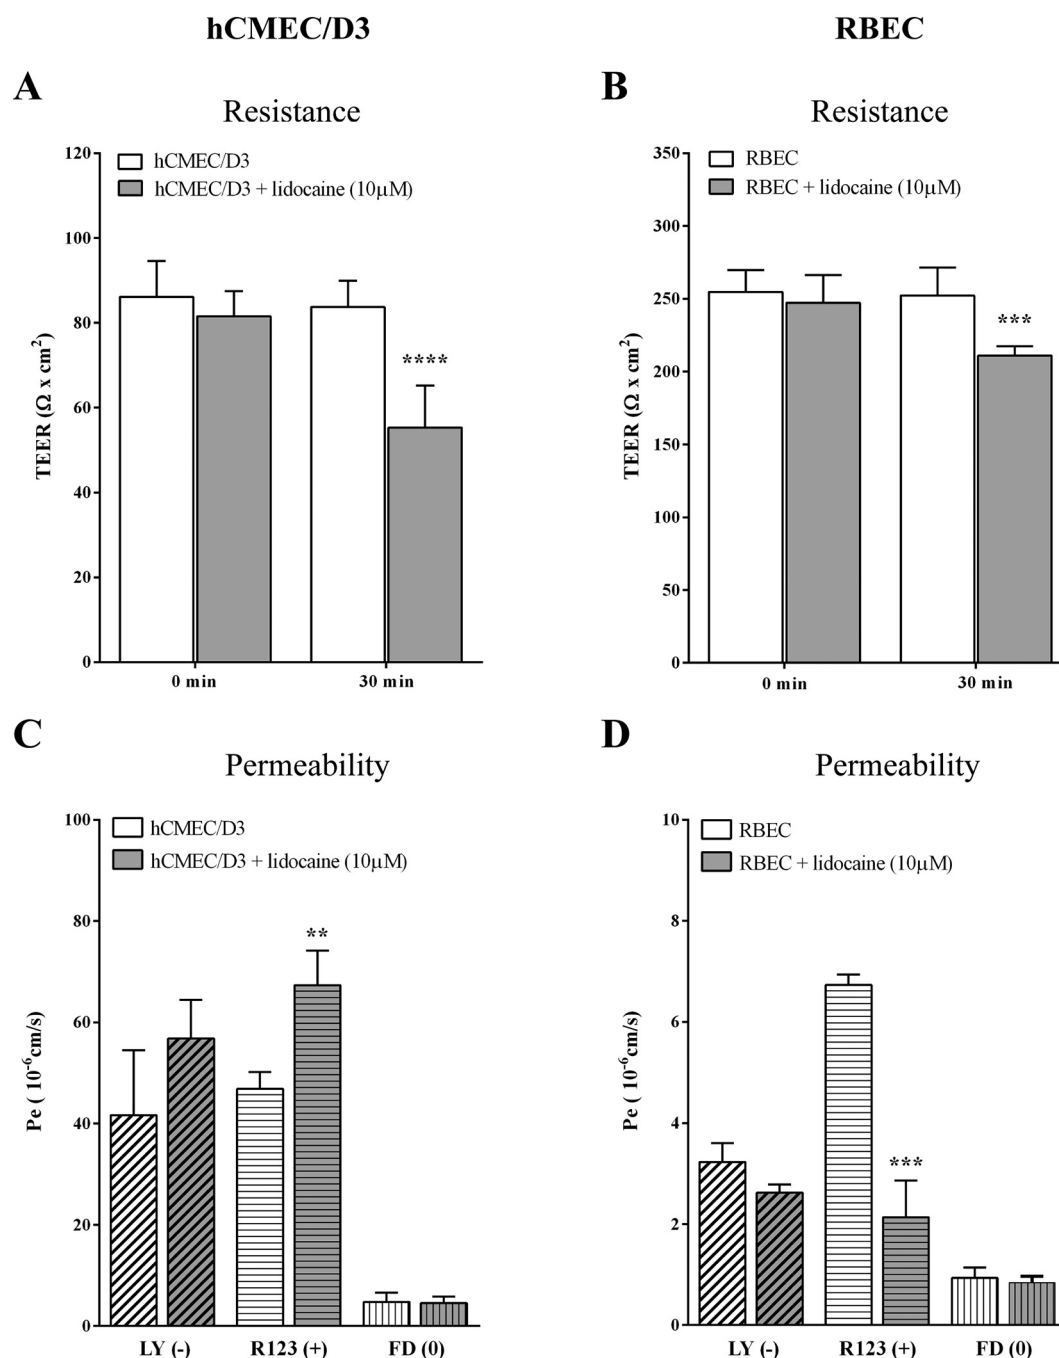 hCMEC/D3
RBEC
A
Resistance
hCMEC/D3
hCMEC/D3 + lidocaine (10μM)
TEER (Ω x cm²)
120
100
80
60
40
20
0
****
0 min
30 min
B
Resistance
RBEC
RBEC + lidocaine (10μM)
TEER (Ω x cm²)
350
300
250
200
150
100
50
0
***
0 min
30 min
C
Permeability
hCMEC/D3
hCMEC/D3 + lidocaine (10μM)
Pe ( 10⁻⁶cm/s)
100
80
60
40
20
0
**
LY (-)
R123 (+)
FD (0)
D
Permeability
RBEC
RBEC + lidocaine (10μM)
Pe ( 10⁻⁶cm/s)
10
8
6
4
2
0
***
LY (-)
R123 (+)
FD (0)